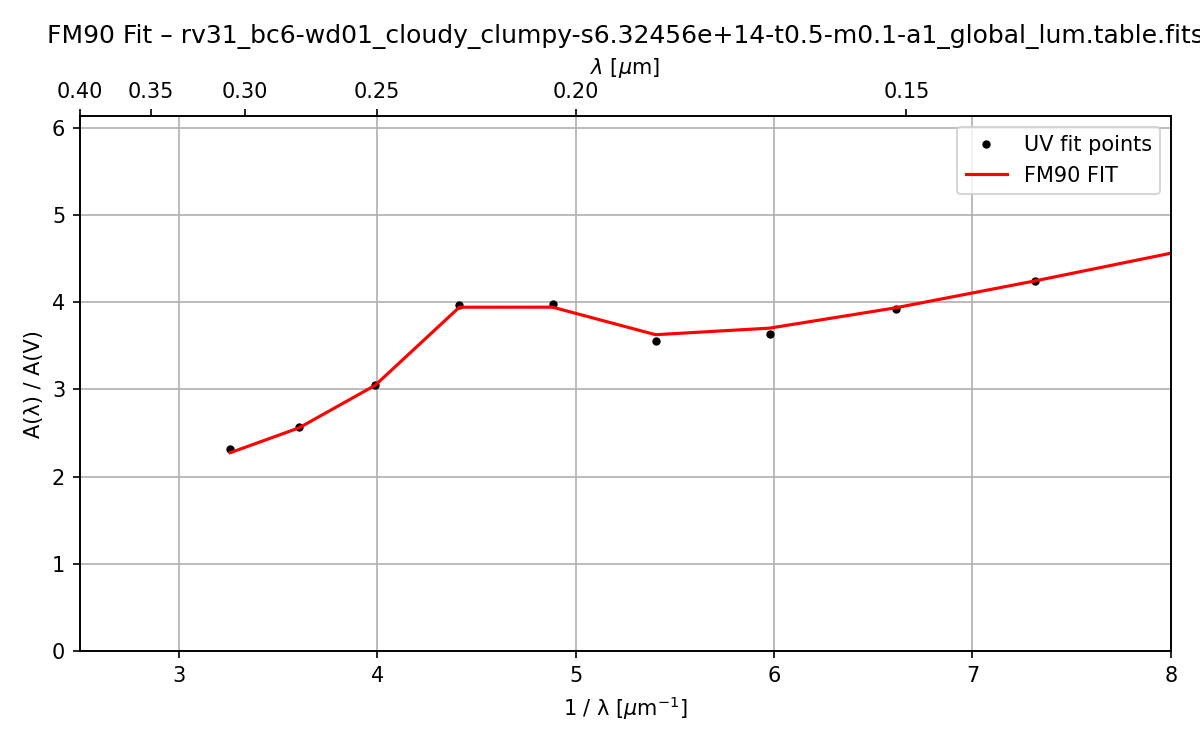 FM90 Fit – rv31_bc6-wd01_cloudy_clumpy-s6.32456e+14-t0.5-m0.1-a1_global_lum.table.fits
λ [μm]
0.40 0.35 0.30 0.25 0.20 0.15
UV fit points
FM90 FIT
A(λ) / A(V)
6
5
4
3
2
1
0
3 4 5 6 7 8
1 / λ [μm⁻¹]